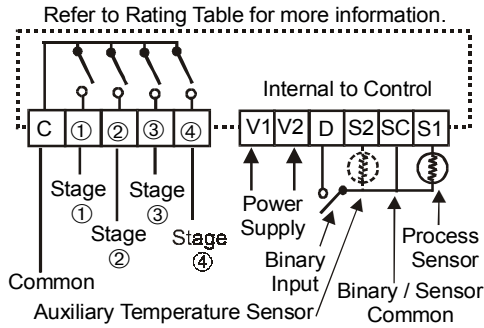 Refer to Rating Table for more information.
Internal to Control
C ① ② ③ ④
V1 V2 D S2 SC S1
Stage
①
Stage
②
Stage
③
Stage
④
Common
Power
Supply
Binary
Input
Process
Sensor
Auxiliary Temperature Sensor
Binary / Sensor
Common